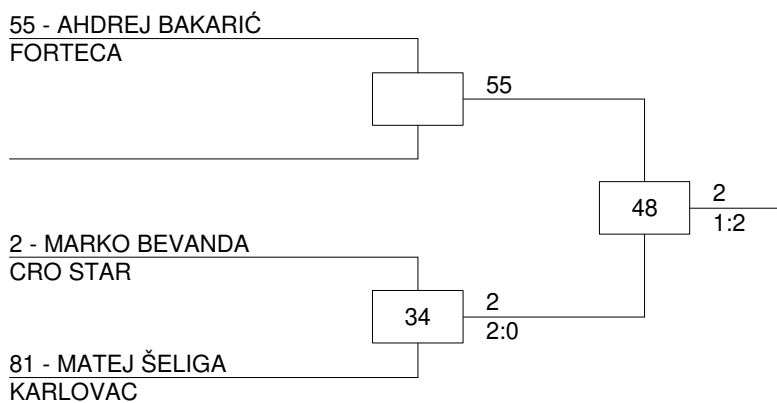 55 - AHDREJ BAKARIĆ
FORTECA
55
2 - MARKO BEVANDA
CRO STAR
34
2
2:0
81 - MATEJ ŠELIGA
KARLOVAC
48
2
1:2